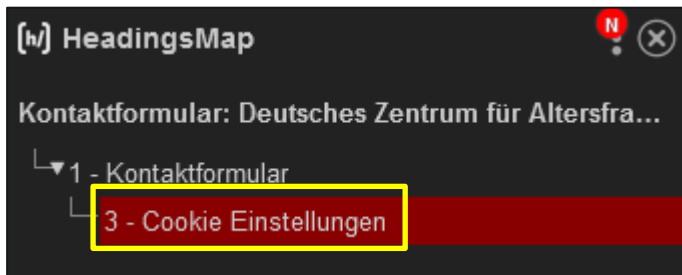 [h/] HeadingsMap
N
Kontaktformular: Deutsches Zentrum für Altersfra...
1 - Kontaktformular
3 - Cookie Einstellungen